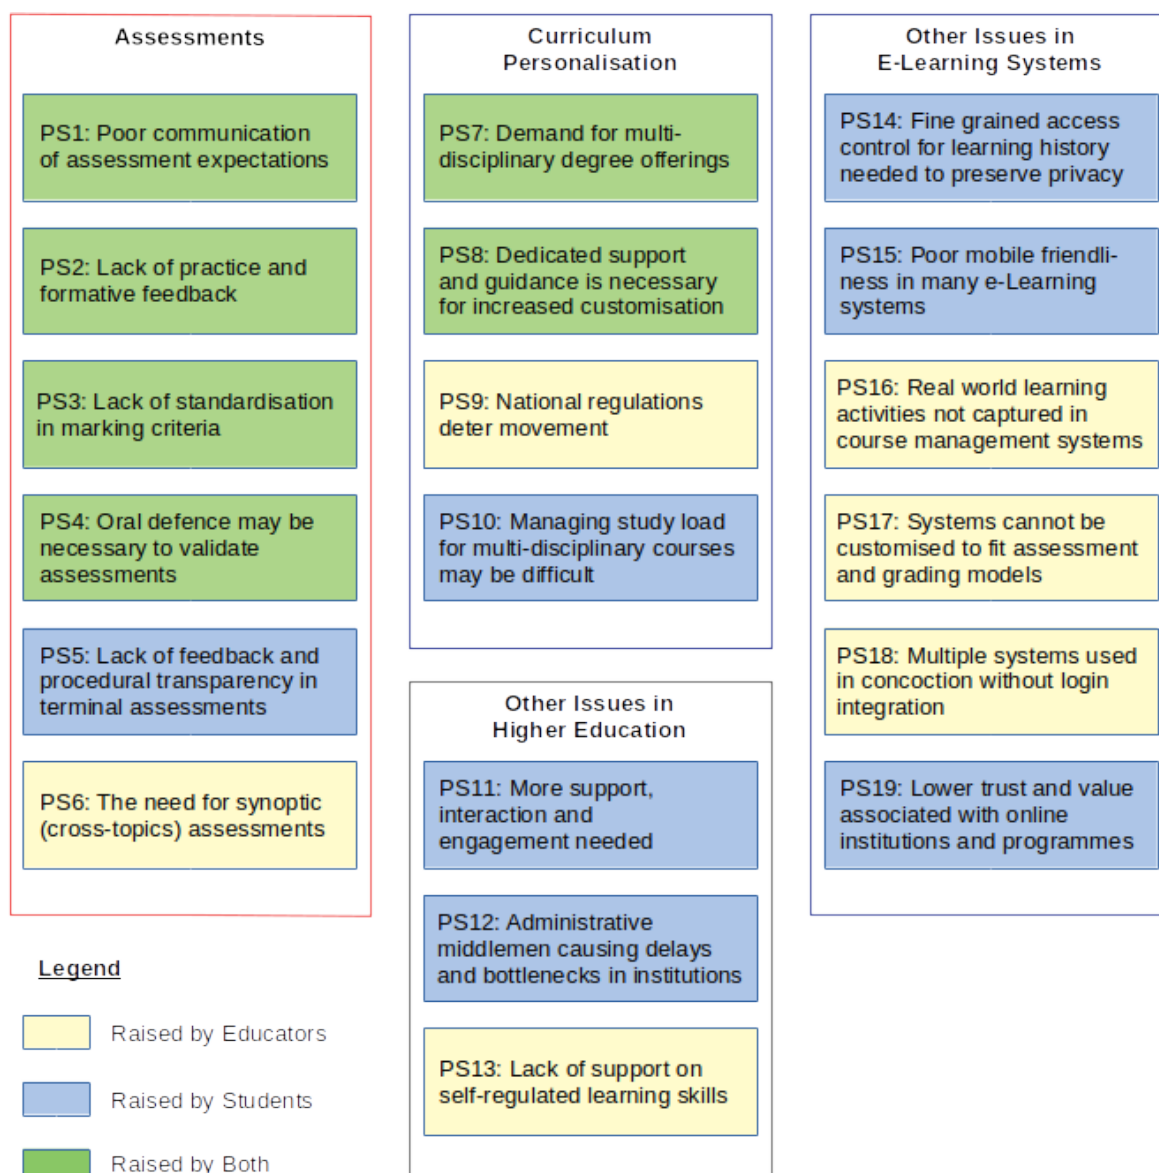 Assessments
PS1: Poor communication
of assessment expectations
PS2: Lack of practice and
formative feedback
PS3: Lack of standardisation
in marking criteria
PS4: Oral defence may be
necessary to validate
assessments
PS5: Lack of feedback and
procedural transparency in
terminal assessments
PS6: The need for synoptic
(cross-topics) assessments
Legend
Raised by Educators
Raised by Students
Raised by Both
Curriculum
Personalisation
PS7: Demand for multi-
disciplinary degree offerings
PS8: Dedicated support
and guidance is necessary
for increased customisation
PS9: National regulations
deter movement
PS10: Managing study load
for multi-disciplinary courses
may be difficult
Other Issues in
Higher Education
PS11: More support,
interaction and
engagement needed
PS12: Administrative
middlemen causing delays
and bottlenecks in institutions
PS13: Lack of support on
self-regulated learning skills
Other Issues in
E-Learning Systems
PS14: Fine grained access
control for learning history
needed to preserve privacy
PS15: Poor mobile friendli-
ness in many e-Learning
systems
PS16: Real world learning
activities not captured in
course management systems
PS17: Systems cannot be
customised to fit assessment
and grading models
PS18: Multiple systems used
in concoction without login
integration
PS19: Lower trust and value
associated with online
institutions and programmes